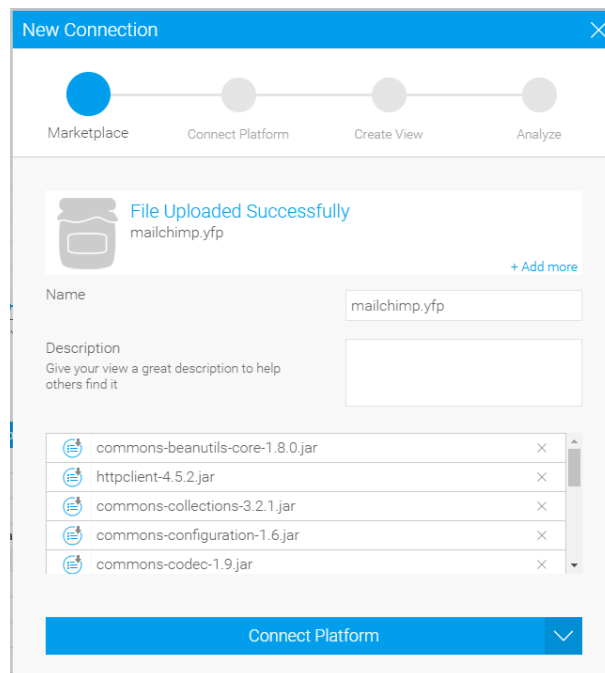 New Connection
Marketplace
Connect Platform
Create View
Analyze
File Uploaded Successfully
mailchimp.yfp
+ Add more
Name
mailchimp.yfp
Description
Give your view a great description to help
others find it
commons-beanutils-core-1.8.0.jar
httpclient-4.5.2.jar
commons-collections-3.2.1.jar
commons-configuration-1.6.jar
commons-codec-1.9.jar
Connect Platform